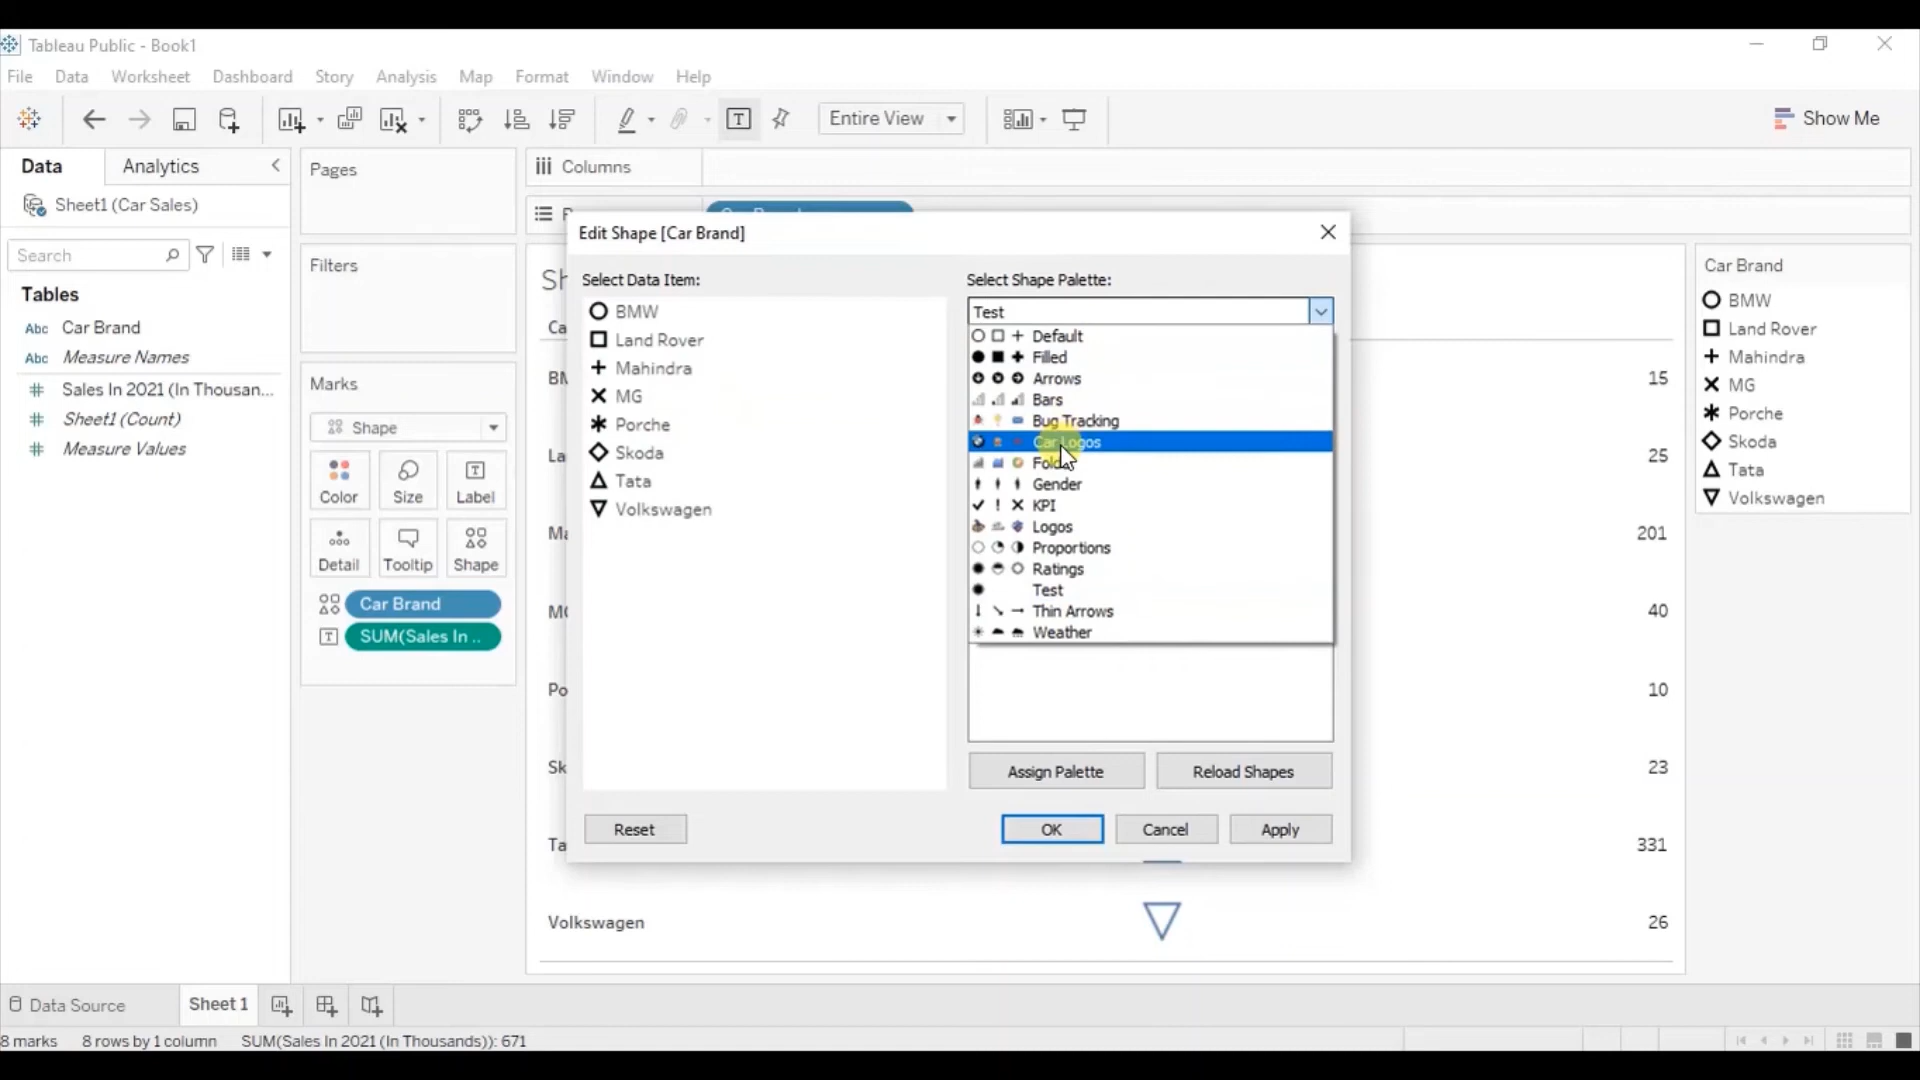 Tableau Public - Book1
File Data Worksheet Dashboard Story Analysis Map Format Window Help
Entire View
Show Me
Data Analytics
Sheet1 (Car Sales)
Search
Tables
Abc Car Brand
Abc Measure Names
# Sales In 2021 (In Thousan...
# Sheet1 (Count)
# Measure Values
Pages
Filters
Marks
Shape
Color Size Label
Detail Tooltip Shape
Car Brand
SUM(Sales In ..
Columns
Edit Shape [Car Brand]
Select Data Item:
BMW
Land Rover
Mahindra
MG
Porche
Skoda
Tata
Volkswagen
Select Shape Palette:
Test
Default
Filled
Arrows
Bars
Bug Tracking
Car Logos
Gender
KPI
Logos
Proportions
Ratings
Test
Thin Arrows
Weather
Assign Palette Reload Shapes
Reset OK Cancel Apply
15
25
201
40
10
23
331
Volkswagen 26
Car Brand
BMW
Land Rover
Mahindra
MG
Porche
Skoda
Tata
Volkswagen
Data Source Sheet 1
8 marks 8 rows by 1 column SUM(Sales In 2021 (In Thousands)): 671